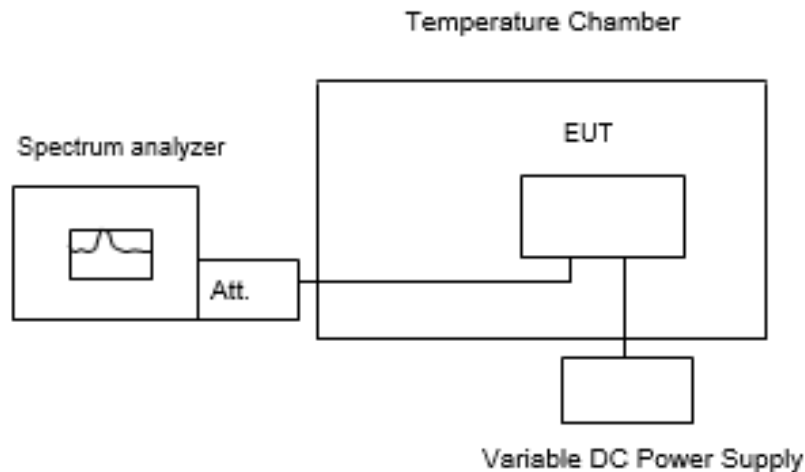 Temperature Chamber
EUT
Spectrum analyzer
Att.
Variable DC Power Supply